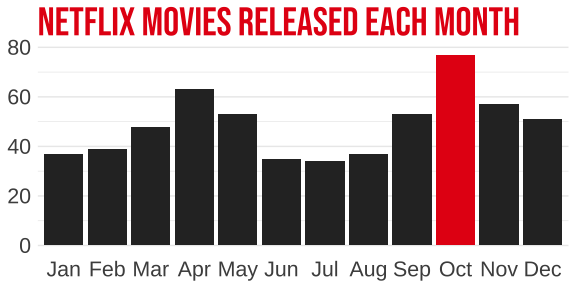 NETFLIX MOVIES RELEASED EACH MONTH
80
60
40
20
0
Jan Feb Mar Apr May Jun Jul Aug Sep Oct Nov Dec